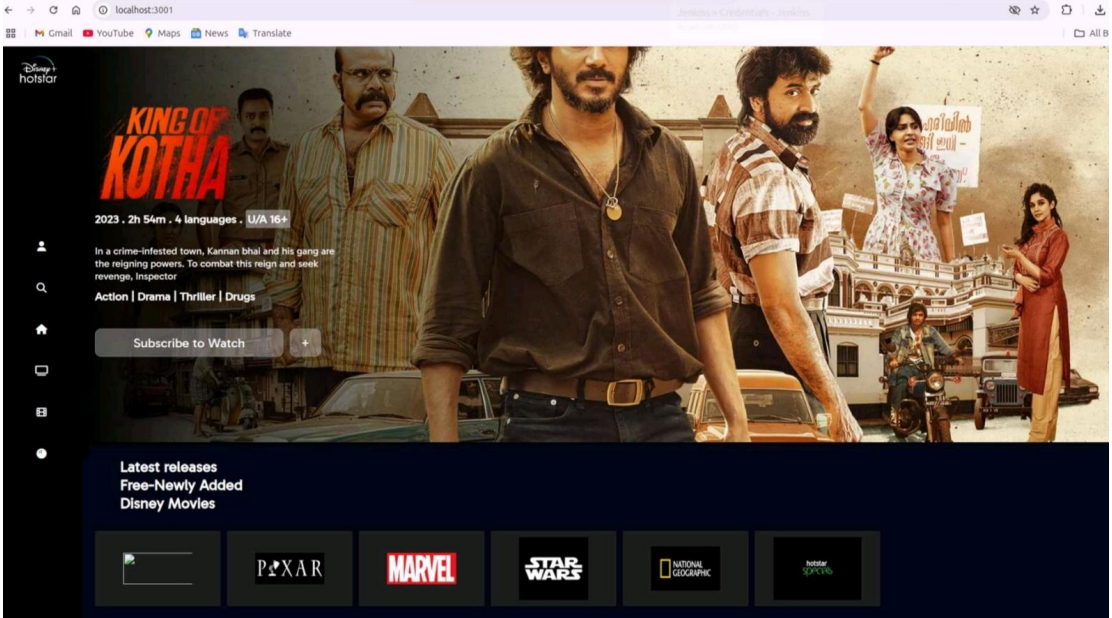 localhost:3001
Jenkins » Credentials - Jenkins
Gmail
YouTube
Maps
News
Translate
All B
Disney+
hotstar
KING OF
KOTHA
2023 . 2h 54m . 4 languages . U/A 16+
In a crime-infested town, Kannan bhai and his gang are
the reigning powers. To combat this reign and seek
revenge, Inspector
Action | Drama | Thriller | Drugs
Subscribe to Watch
+
Latest releases
Free-Newly Added
Disney Movies
PIXAR
MARVEL
STAR
WARS
NATIONAL
GEOGRAPHIC
hotstar
specials